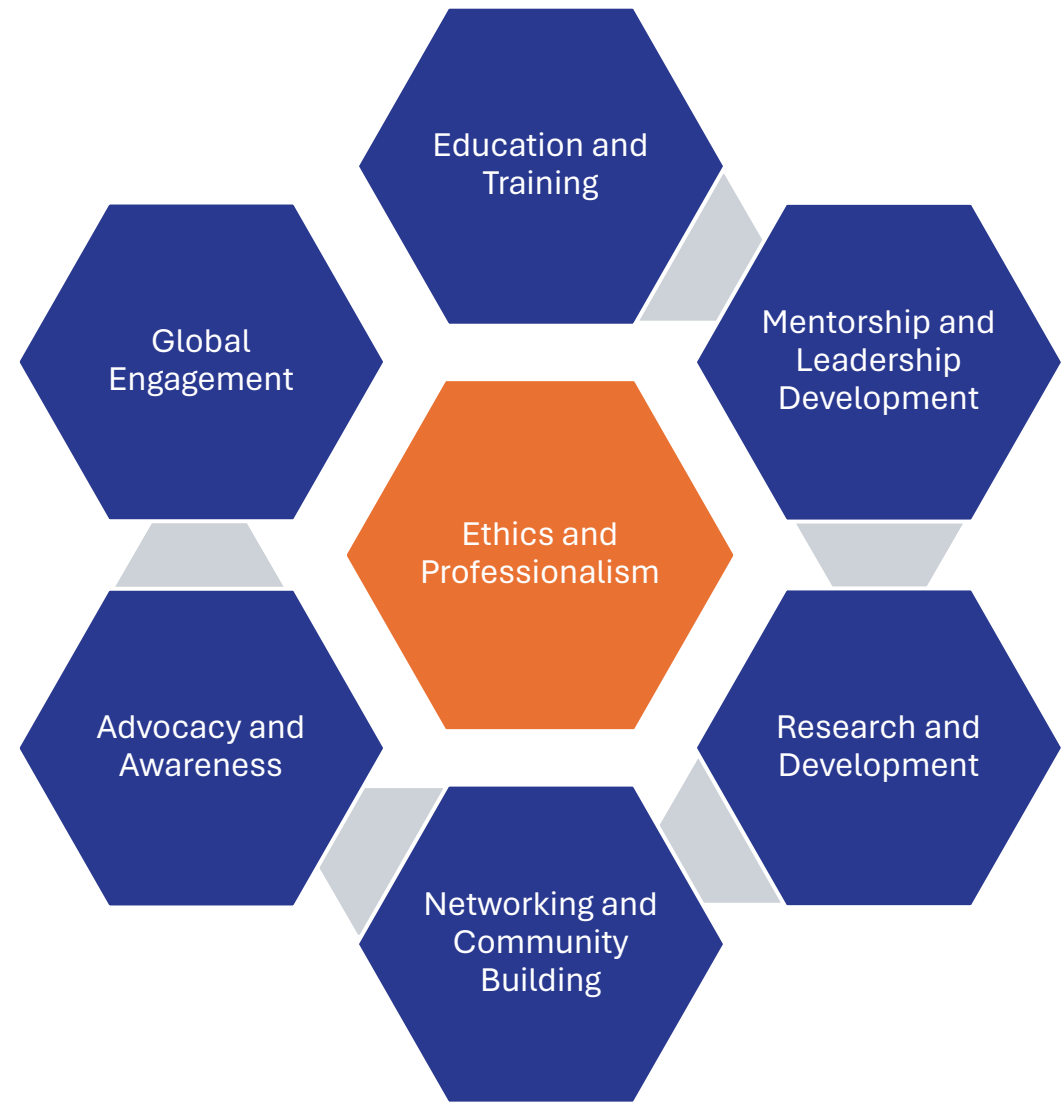 Education and
Training
Mentorship and
Leadership
Development
Research and
Development
Networking and
Community
Building
Advocacy and
Awareness
Global
Engagement
Ethics and
Professionalism